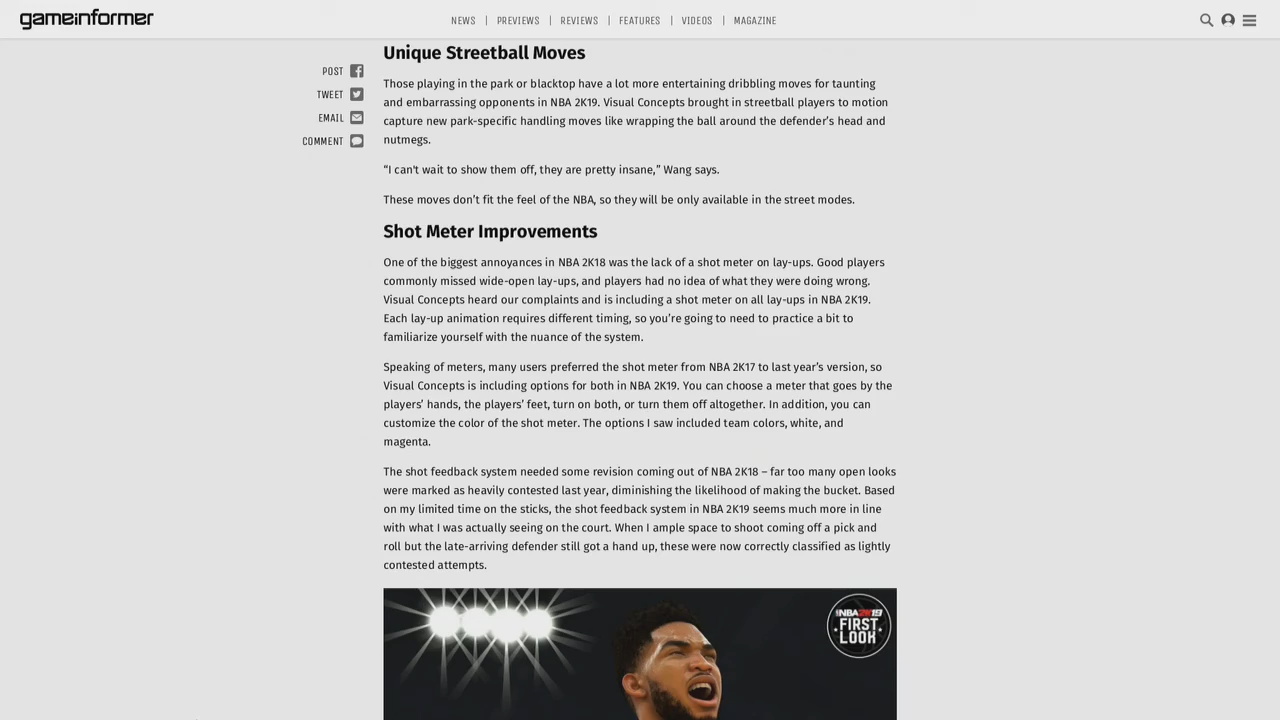 gameinformer
NEWS | PREVIEWS | REVIEWS | FEATURES | VIDEOS | MAGAZINE
POST
TWEET
EMAIL
COMMENT
Unique Streetball Moves
Those playing in the park or blacktop have a lot more entertaining dribbling moves for taunting
and embarrassing opponents in NBA 2K19. Visual Concepts brought in streetball players to motion
capture new park-specific handling moves like wrapping the ball around the defender’s head and
nutmegs.
“I can't wait to show them off, they are pretty insane,” Wang says.
These moves don’t fit the feel of the NBA, so they will be only available in the street modes.
Shot Meter Improvements
One of the biggest annoyances in NBA 2K18 was the lack of a shot meter on lay-ups. Good players
commonly missed wide-open lay-ups, and players had no idea of what they were doing wrong.
Visual Concepts heard our complaints and is including a shot meter on all lay-ups in NBA 2K19.
Each lay-up animation requires different timing, so you’re going to need to practice a bit to
familiarize yourself with the nuance of the system.
Speaking of meters, many users preferred the shot meter from NBA 2K17 to last year’s version, so
Visual Concepts is including options for both in NBA 2K19. You can choose a meter that goes by the
players’ hands, the players’ feet, turn on both, or turn them off altogether. In addition, you can
customize the color of the shot meter. The options I saw included team colors, white, and
magenta.
The shot feedback system needed some revision coming out of NBA 2K18 – far too many open looks
were marked as heavily contested last year, diminishing the likelihood of making the bucket. Based
on my limited time on the sticks, the shot feedback system in NBA 2K19 seems much more in line
with what I was actually seeing on the court. When I ample space to shoot coming off a pick and
roll but the late-arriving defender still got a hand up, these were now correctly classified as lightly
contested attempts.
NBA2K19
FIRST
LOOK